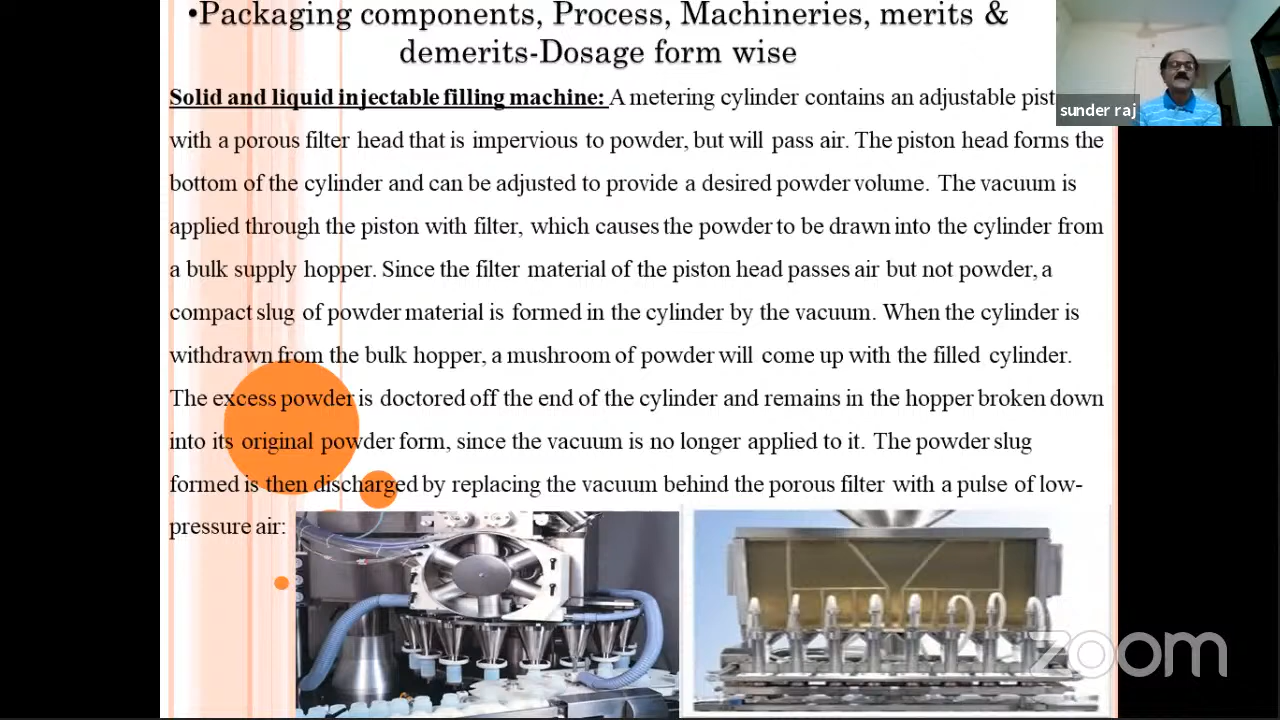 •Packaging components, Process, Machineries, merits &
demerits-Dosage form wise
Solid and liquid injectable filling machine: A metering cylinder contains an adjustable pist
sunder raj
with a porous filter head that is impervious to powder, but will pass air. The piston head forms the
bottom of the cylinder and can be adjusted to provide a desired powder volume. The vacuum is
applied through the piston with filter, which causes the powder to be drawn into the cylinder from
a bulk supply hopper. Since the filter material of the piston head passes air but not powder, a
compact slug of powder material is formed in the cylinder by the vacuum. When the cylinder is
withdrawn from the bulk hopper, a mushroom of powder will come up with the filled cylinder.
The excess powder is doctored off the end of the cylinder and remains in the hopper broken down
into its original powder form, since the vacuum is no longer applied to it. The powder slug
formed is then discharged by replacing the vacuum behind the porous filter with a pulse of low-
pressure air:
zoom